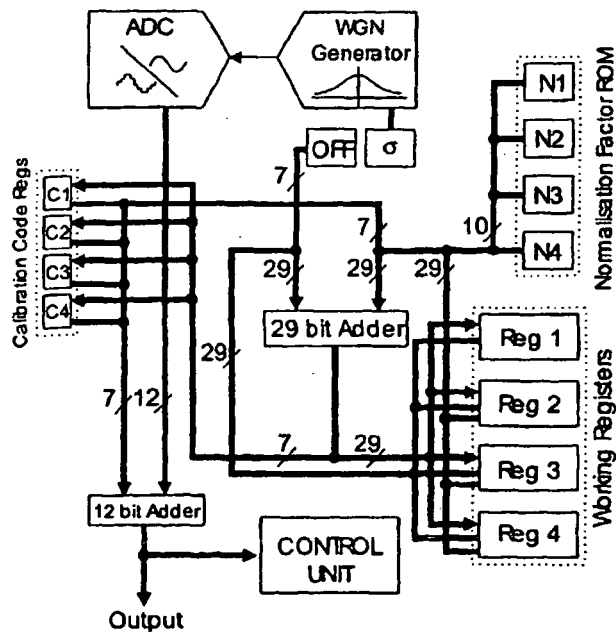 ADC
WGN
Generator
OFF
σ
N1
N2
N3
N4
Normalisation Factor ROM
Calibration Code Regs
C1
C2
C3
C4
7
7
10
29
29
29
29 bit Adder
29
7
12
7
29
Reg 1
Reg 2
Reg 3
Reg 4
Working Registers
12 bit Adder
CONTROL
UNIT
Output